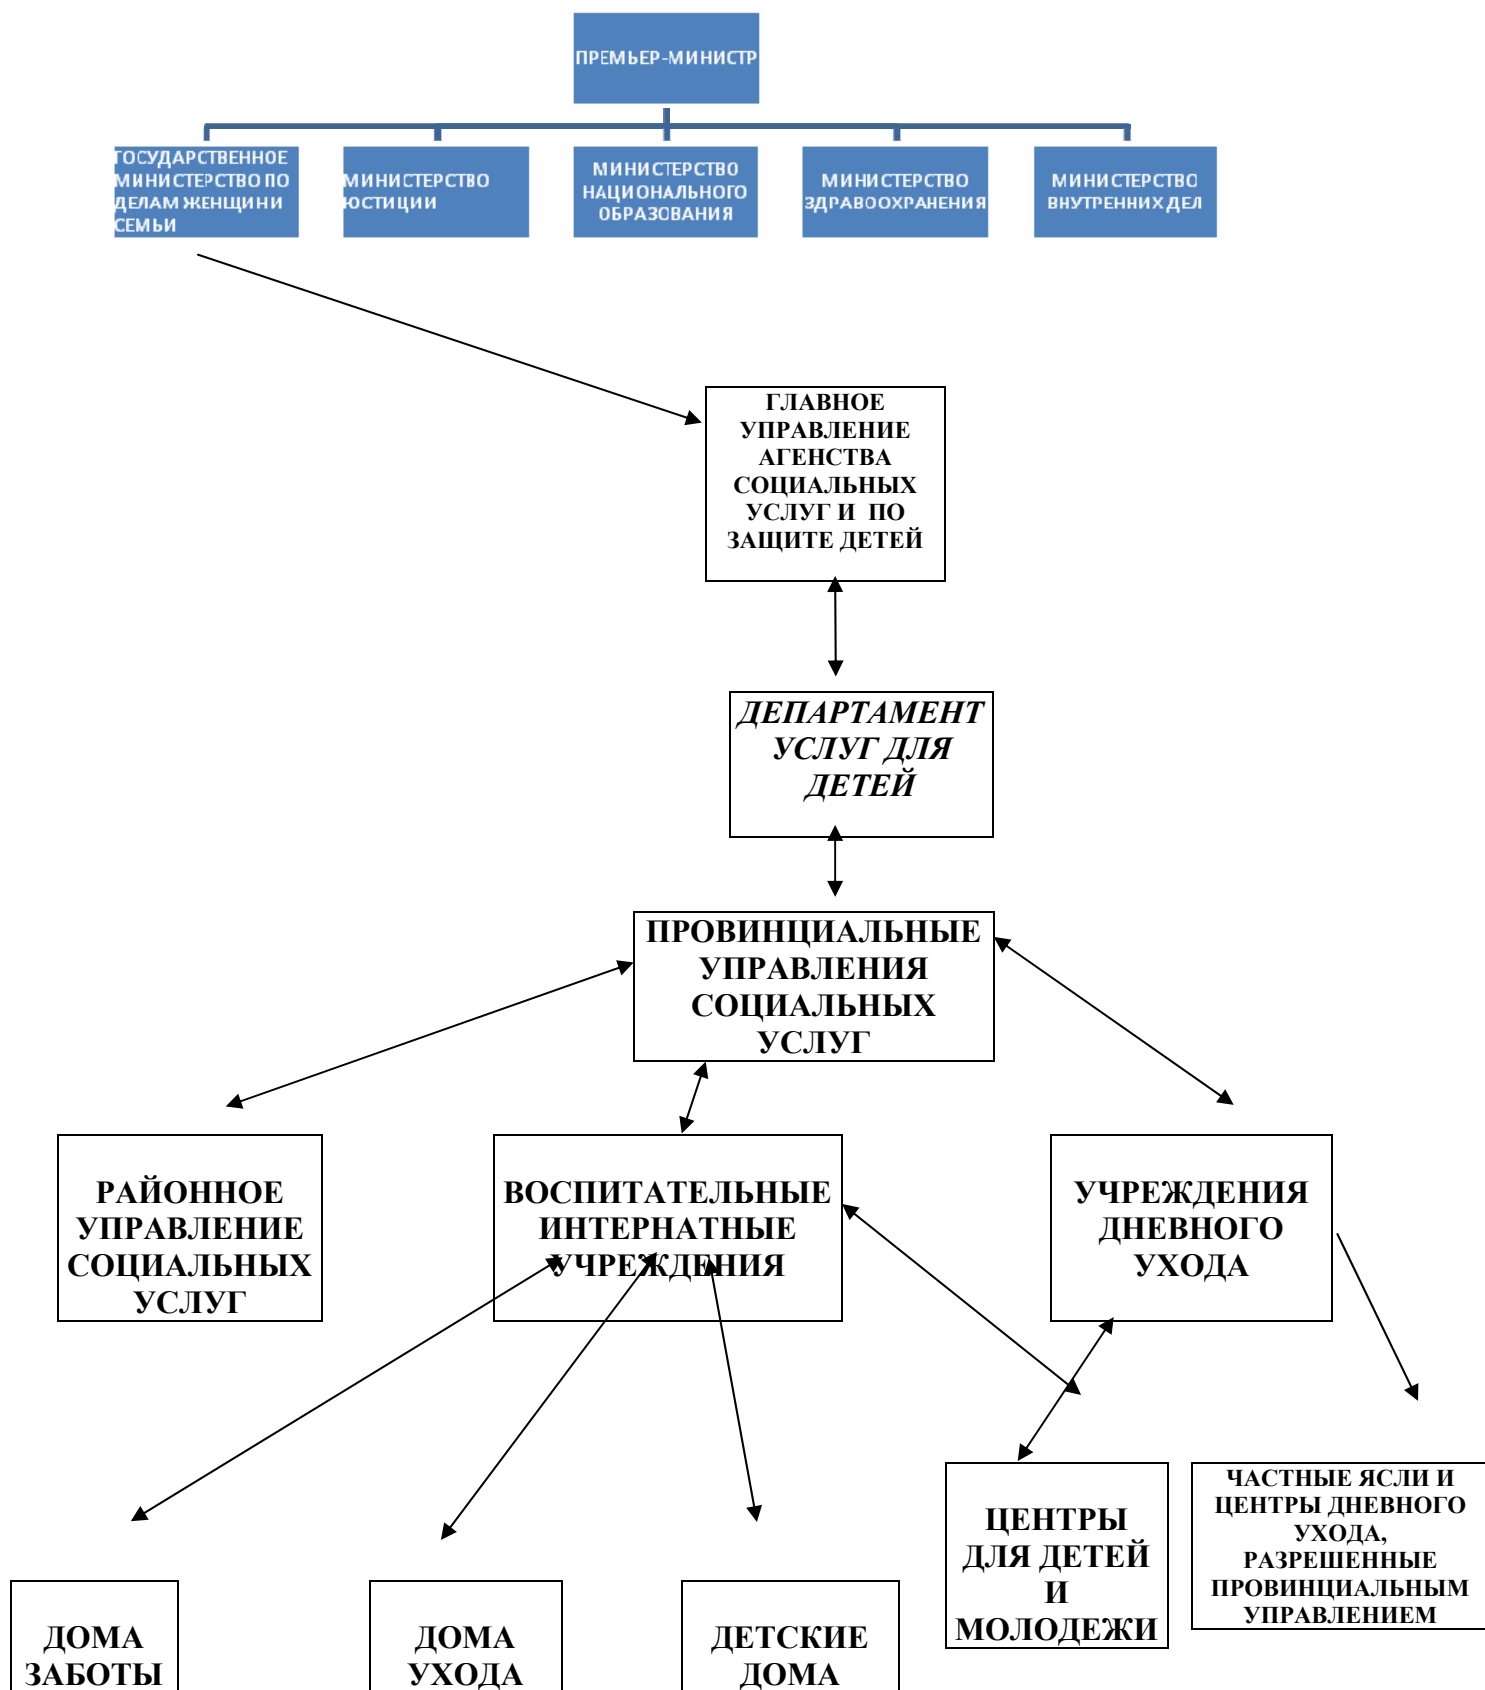 ПРЕМЬЕР-МИНИСТР
ГОСУДАРСТВЕННОЕ
МИНИСТЕРСТВО ПО
ДЕЛАМ ЖЕНЩИН И
СЕМЬИ
МИНИСТЕРСТВО
ЮСТИЦИИ
МИНИСТЕРСТВО
НАЦИОНАЛЬНОГО
ОБРАЗОВАНИЯ
МИНИСТЕРСТВО
ЗДРАВООХРАНЕНИЯ
МИНИСТЕРСТВО
ВНУТРЕННИХ ДЕЛ
ГЛАВНОЕ
УПРАВЛЕНИЕ
АГЕНСТВА
СОЦИАЛЬНЫХ
УСЛУГ И ПО
ЗАЩИТЕ ДЕТЕЙ
ДЕПАРТАМЕНТ
УСЛУГ ДЛЯ
ДЕТЕЙ
ПРОВИНЦИАЛЬНЫЕ
УПРАВЛЕНИЯ
СОЦИАЛЬНЫХ
УСЛУГ
РАЙОННОЕ
УПРАВЛЕНИЕ
СОЦИАЛЬНЫХ
УСЛУГ
ВОСПИТАТЕЛЬНЫЕ
ИНТЕРНАТНЫЕ
УЧРЕЖДЕНИЯ
УЧРЕЖДЕНИЯ
ДНЕВНОГО
УХОДА
ДОМА
ЗАБОТЫ
ДОМА
УХОДА
ДЕТСКИЕ
ДОМА
ЦЕНТРЫ
ДЛЯ ДЕТЕЙ
И
МОЛОДЕЖИ
ЧАСТНЫЕ ЯСЛИ И
ЦЕНТРЫ ДНЕВНОГО
УХОДА,
РАЗРЕШЕННЫЕ
ПРОВИНЦИАЛЬНЫМ
УПРАВЛЕНИЕМ